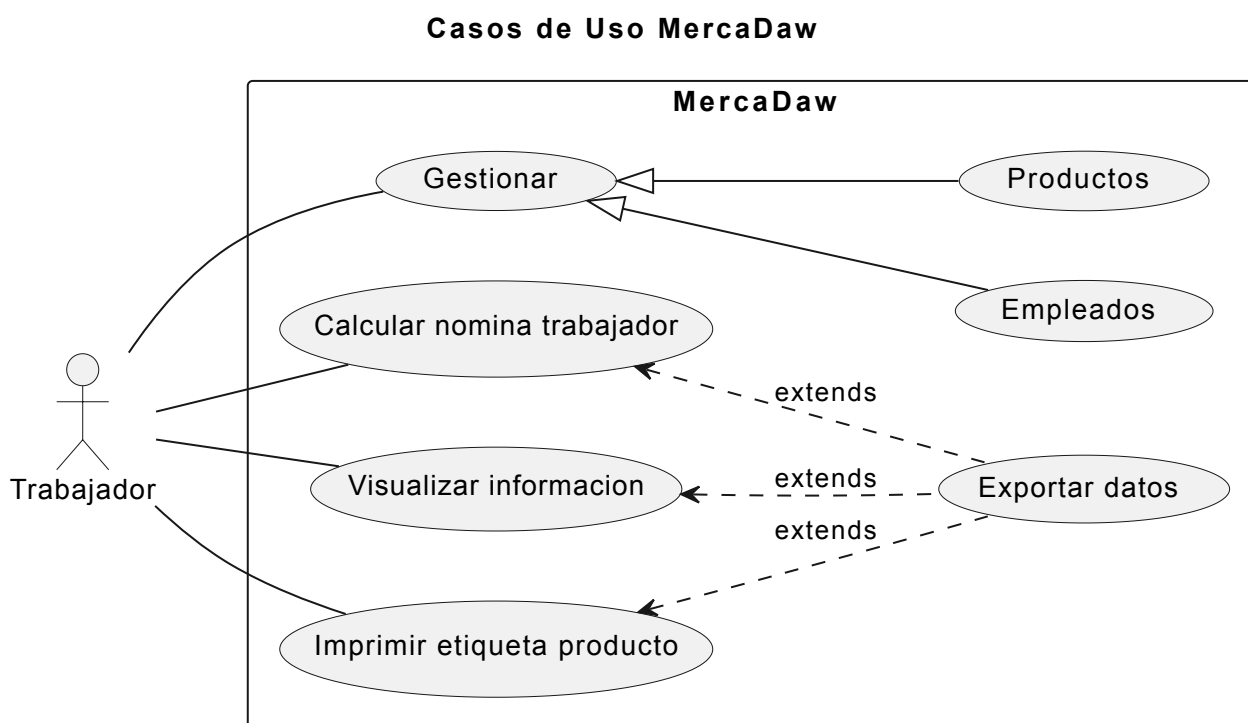 Casos de Uso MercaDaw
MercaDaw
Gestionar
Productos
Empleados
Calcular nomina trabajador
extends
Trabajador
Visualizar informacion
extends
Exportar datos
extends
Imprimir etiqueta producto